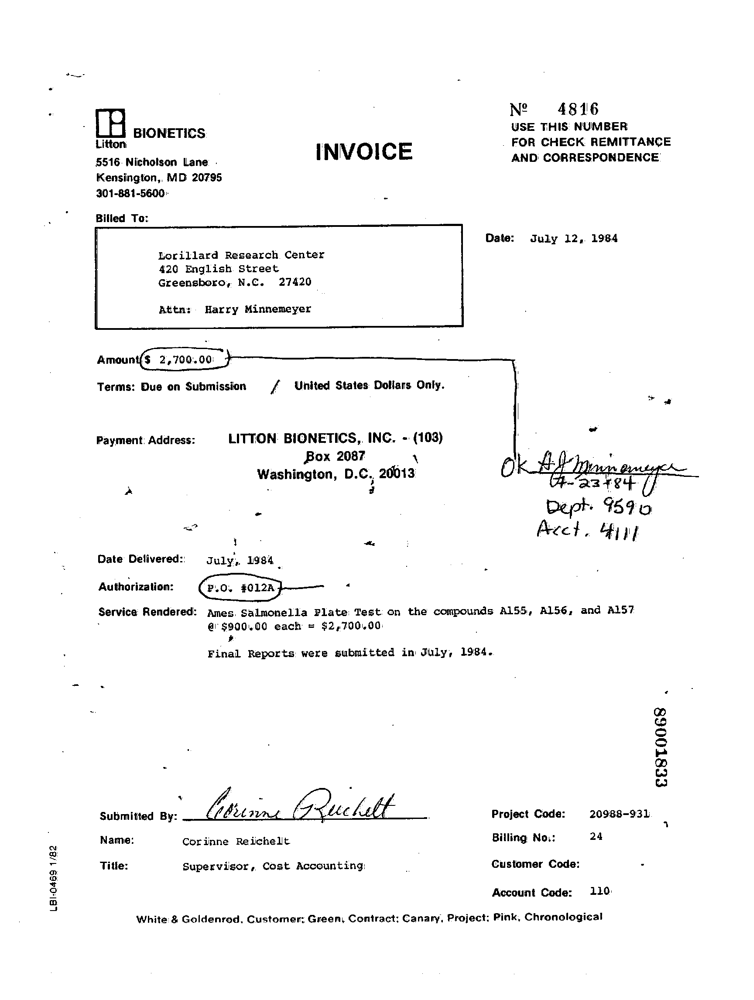 Nº 4816
USE THIS NUMBER
FOR CHECK REMITTANCE
AND CORRESPONDENCE
BIONETICS
Litton
INVOICE
5516 Nicholson Lane
Kensington, MD 20795
301-881-5600
Billed To:
Date: July 12, 1984
Lorillard Research Center
420 English Street
Greensboro, N.C. 27420
Attn: Harry Minnemeyer
Amount $ 2,700.00
Terms: Due on Submission / United States Dollars Only.
Payment Address: LITTON BIONETICS, INC. - (103)
Box 2087
Washington, D.C., 20013
OK H J Minnemeyer
7-23-84
Dept. 9590
Acct. 4111
Date Delivered: July, 1984
Authorization: P.O. #012A
Service Rendered: Ames Salmonella Plate Test on the compounds A155, A156, and A157
@ $900.00 each = $2,700.00
Final Reports were submitted in July, 1984.
89001833
Submitted By: Corinne Reichelt
Project Code: 20988-931
Name: Corinne Reichelt
Billing No.: 24
Title: Supervisor, Cost Accounting
Customer Code:
Account Code: 110
LBI-0469 1/82
White & Goldenrod, Customer; Green, Contract; Canary, Project; Pink, Chronological